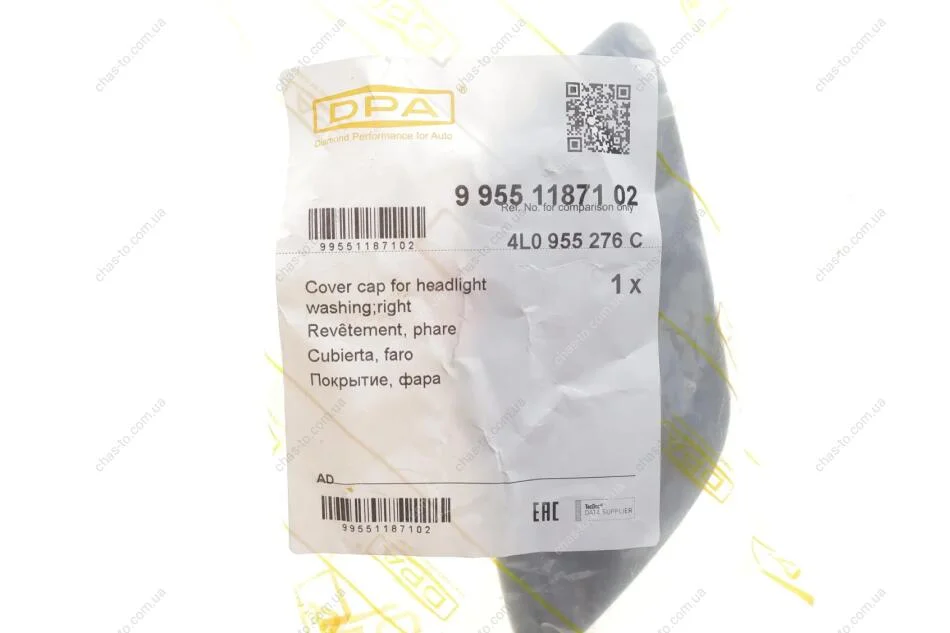 DPA®
Diamond Performance for Auto
9 955 11871 02
Ref. No. for comparison only
99551187102
4L0 955 276 C
Cover cap for headlight
washing;right
1 x
Revêtement, phare
Cubierta, faro
Покрытие, фара
AD
99551187102
EAC
TecDoc
DATA SUPPLIER
chas-to.com.ua